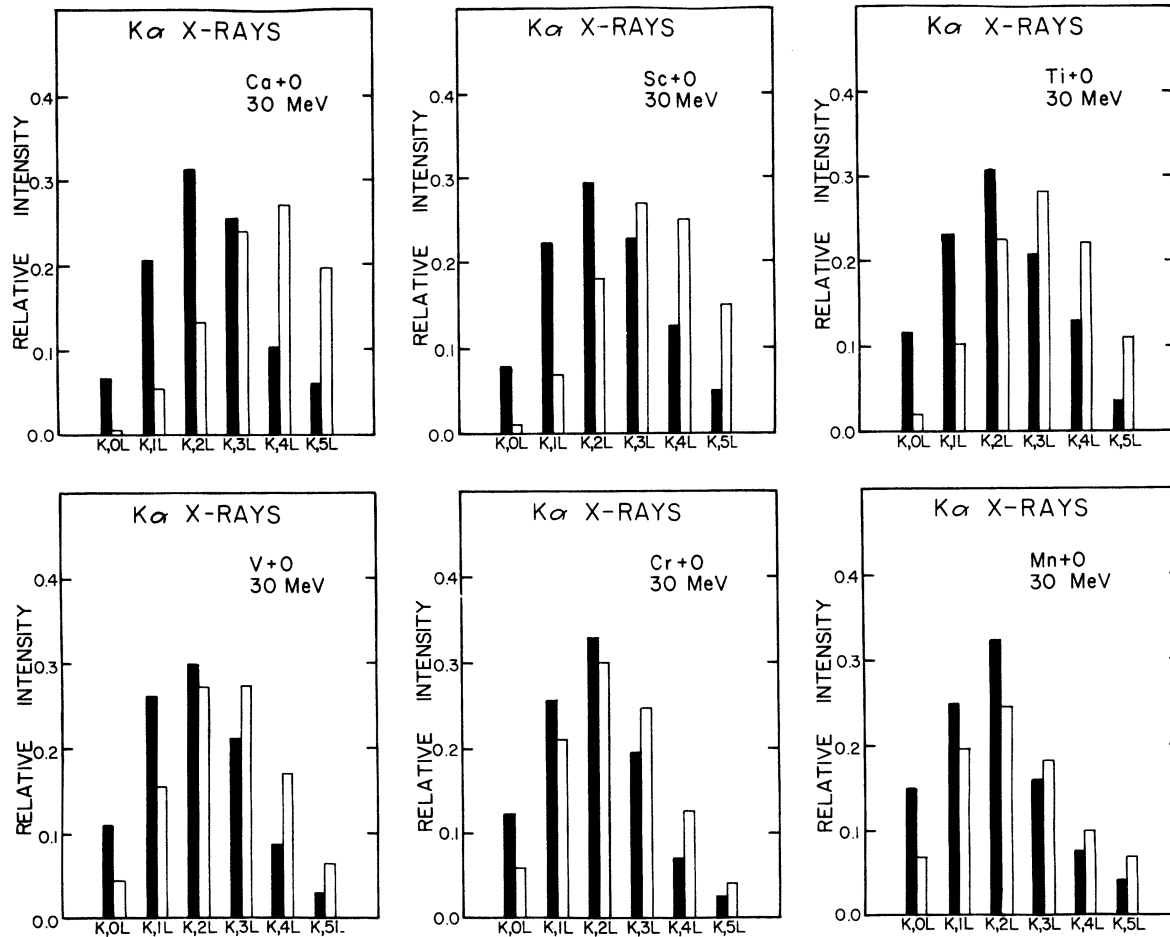 Kα X-RAYS
Ca+O
30 MeV
RELATIVE INTENSITY
0.4
0.3
0.2
0.1
0.0
K,0L K,1L K,2L K,3L K,4L K,5L
Kα X-RAYS
Sc+O
30 MeV
RELATIVE INTENSITY
0.4
0.3
0.2
0.1
0.0
K,0L K,1L K,2L K,3L K,4L K,5L
Kα X-RAYS
Ti+O
30 MeV
RELATIVE INTENSITY
0.4
0.3
0.2
0.1
0.0
K,0L K,1L K,2L K,3L K,4L K,5L
Kα X-RAYS
V+O
30 MeV
RELATIVE INTENSITY
0.4
0.3
0.2
0.1
0.0
K,0L K,1L K,2L K,3L K,4L K,5L
Kα X-RAYS
Cr+O
30 MeV
RELATIVE INTENSITY
0.4
0.3
0.2
0.1
0.0
K,0L K,1L K,2L K,3L K,4L K,5L
Kα X-RAYS
Mn+O
30 MeV
RELATIVE INTENSITY
0.4
0.3
0.2
0.1
0.0
K,0L K,1L K,2L K,3L K,4L K,5L